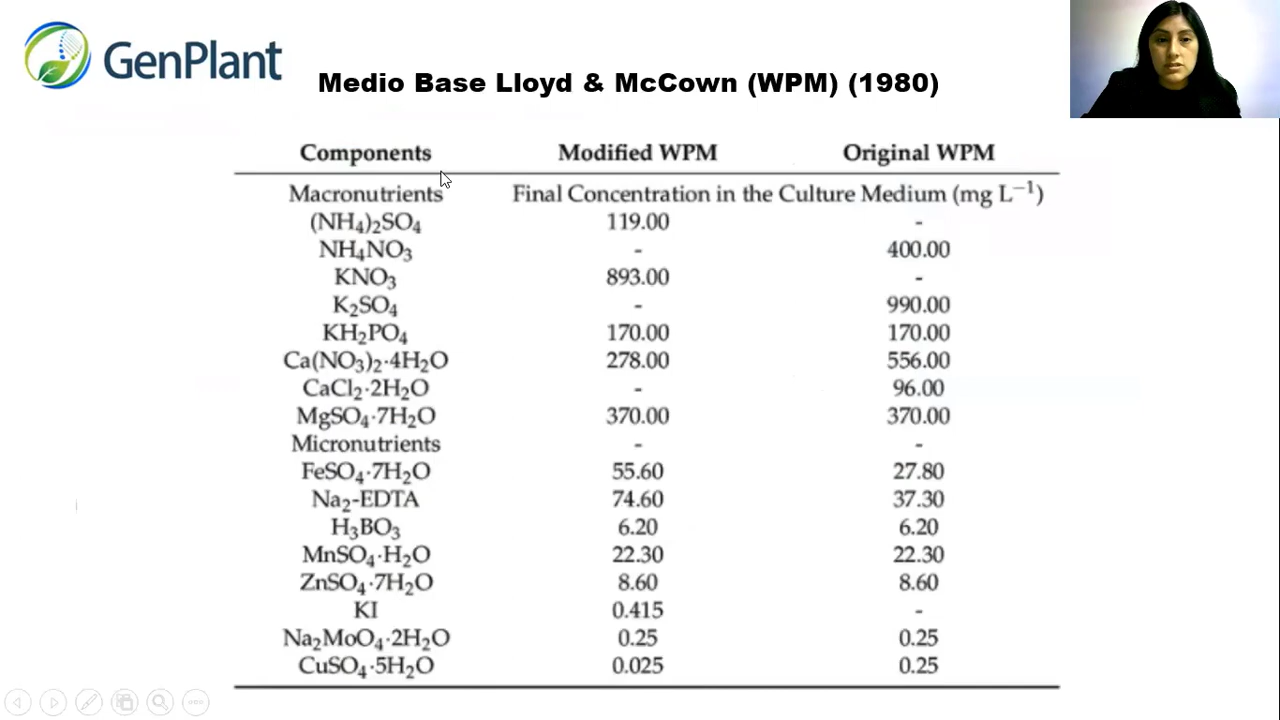 GenPlant
Medio Base Lloyd & McCown (WPM) (1980)
Components Modified WPM Original WPM
Macronutrients Final Concentration in the Culture Medium (mg L⁻¹)
(NH₄)₂SO₄ 119.00 -
NH₄NO₃ - 400.00
KNO₃ 893.00 -
K₂SO₄ - 990.00
KH₂PO₄ 170.00 170.00
Ca(NO₃)₂·4H₂O 278.00 556.00
CaCl₂·2H₂O - 96.00
MgSO₄·7H₂O 370.00 370.00
Micronutrients - -
FeSO₄·7H₂O 55.60 27.80
Na₂-EDTA 74.60 37.30
H₃BO₃ 6.20 6.20
MnSO₄·H₂O 22.30 22.30
ZnSO₄·7H₂O 8.60 8.60
KI 0.415 -
Na₂MoO₄·2H₂O 0.25 0.25
CuSO₄·5H₂O 0.025 0.25